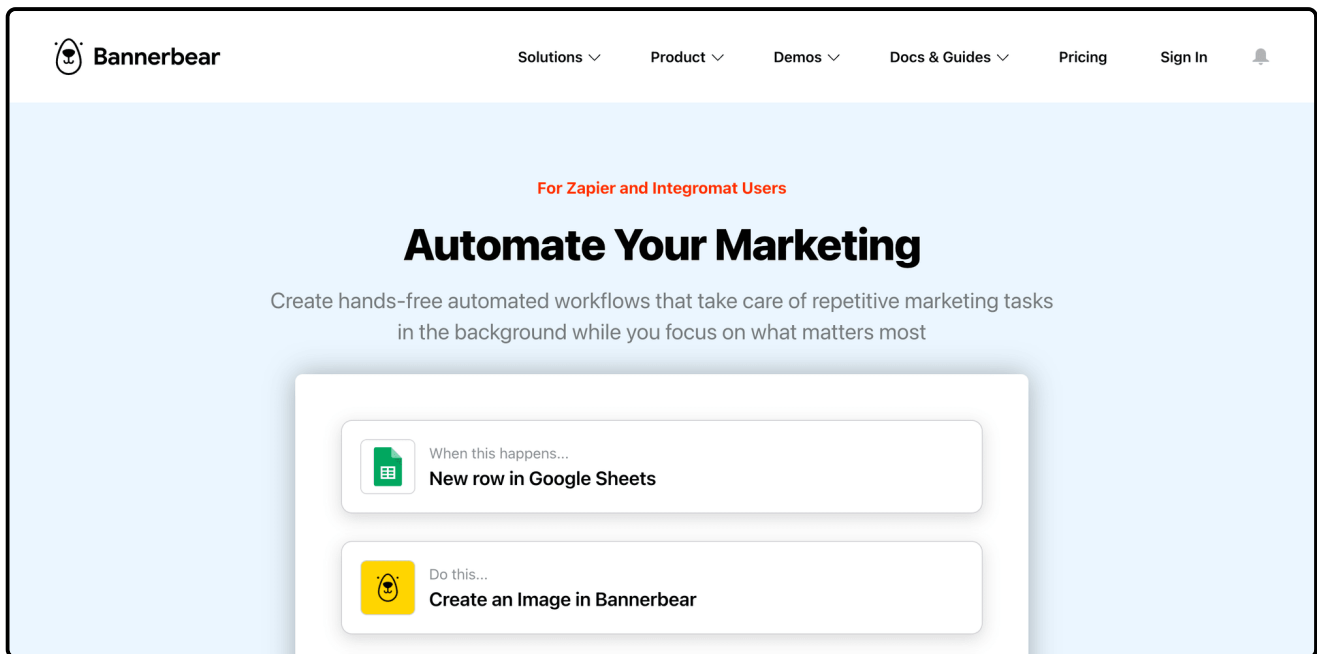 Bannerbear
Solutions
Product
Demos
Docs & Guides
Pricing
Sign In
For Zapier and Integromat Users
Automate Your Marketing
Create hands-free automated workflows that take care of repetitive marketing tasks
in the background while you focus on what matters most
When this happens...
New row in Google Sheets
Do this...
Create an Image in Bannerbear